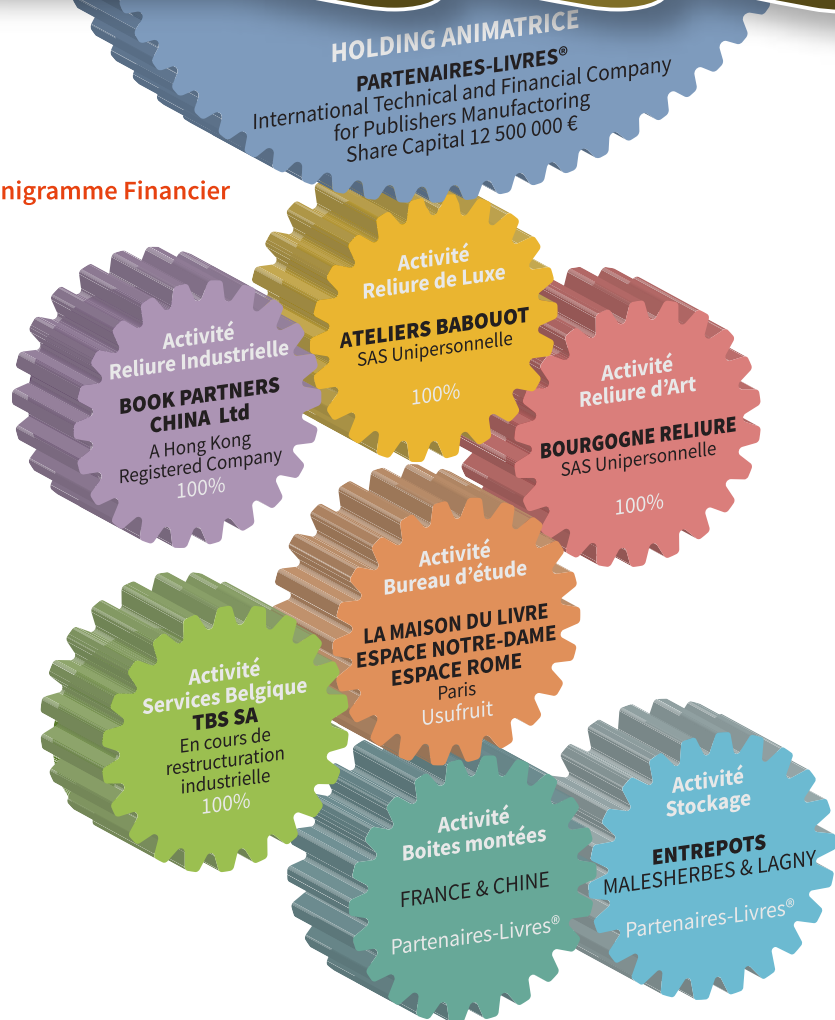 HOLDING ANIMATRICE
PARTENAIRES-LIVRES®
International Technical and Financial Company
for Publishers Manufactoring
Share Capital 12 500 000 €
nigramme Financier
Activité
Reliure de Luxe
ATELIERS BABOUOT
SAS Unipersonnelle
100%
Activité
Reliure Industrielle
BOOK PARTNERS
CHINA Ltd
A Hong Kong
Registered Company
100%
Activité
Reliure d’Art
BOURGOGNE RELIURE
SAS Unipersonnelle
100%
Activité
Bureau d’étude
LA MAISON DU LIVRE
ESPACE NOTRE-DAME
ESPACE ROME
Paris
Usufruit
Activité
Services Belgique
TBS SA
En cours de
restructuration
industrielle
100%
Activité
Boites montées
FRANCE & CHINE
Partenaires-Livres®
Activité
Stockage
ENTREPOTS
MALESHERBES & LAGNY
Partenaires-Livres®